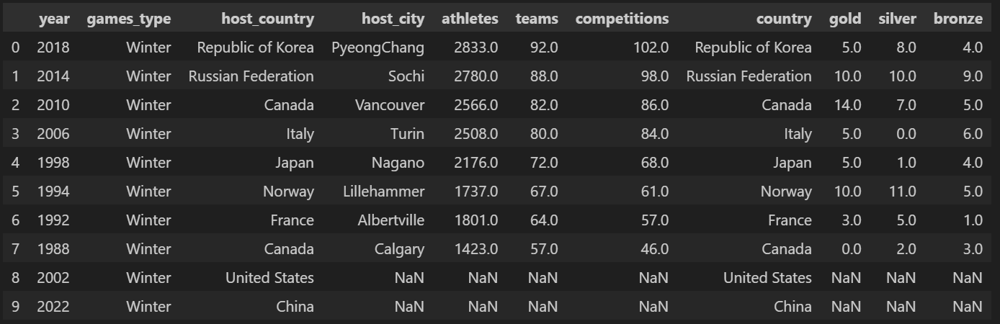 year games_type host_country host_city athletes teams competitions country gold silver bronze
0 2018 Winter Republic of Korea PyeongChang 2833.0 92.0 102.0 Republic of Korea 5.0 8.0 4.0
1 2014 Winter Russian Federation Sochi 2780.0 88.0 98.0 Russian Federation 10.0 10.0 9.0
2 2010 Winter Canada Vancouver 2566.0 82.0 86.0 Canada 14.0 7.0 5.0
3 2006 Winter Italy Turin 2508.0 80.0 84.0 Italy 5.0 0.0 6.0
4 1998 Winter Japan Nagano 2176.0 72.0 68.0 Japan 5.0 1.0 4.0
5 1994 Winter Norway Lillehammer 1737.0 67.0 61.0 Norway 10.0 11.0 5.0
6 1992 Winter France Albertville 1801.0 64.0 57.0 France 3.0 5.0 1.0
7 1988 Winter Canada Calgary 1423.0 57.0 46.0 Canada 0.0 2.0 3.0
8 2002 Winter United States NaN NaN NaN NaN United States NaN NaN NaN
9 2022 Winter China NaN NaN NaN NaN China NaN NaN NaN